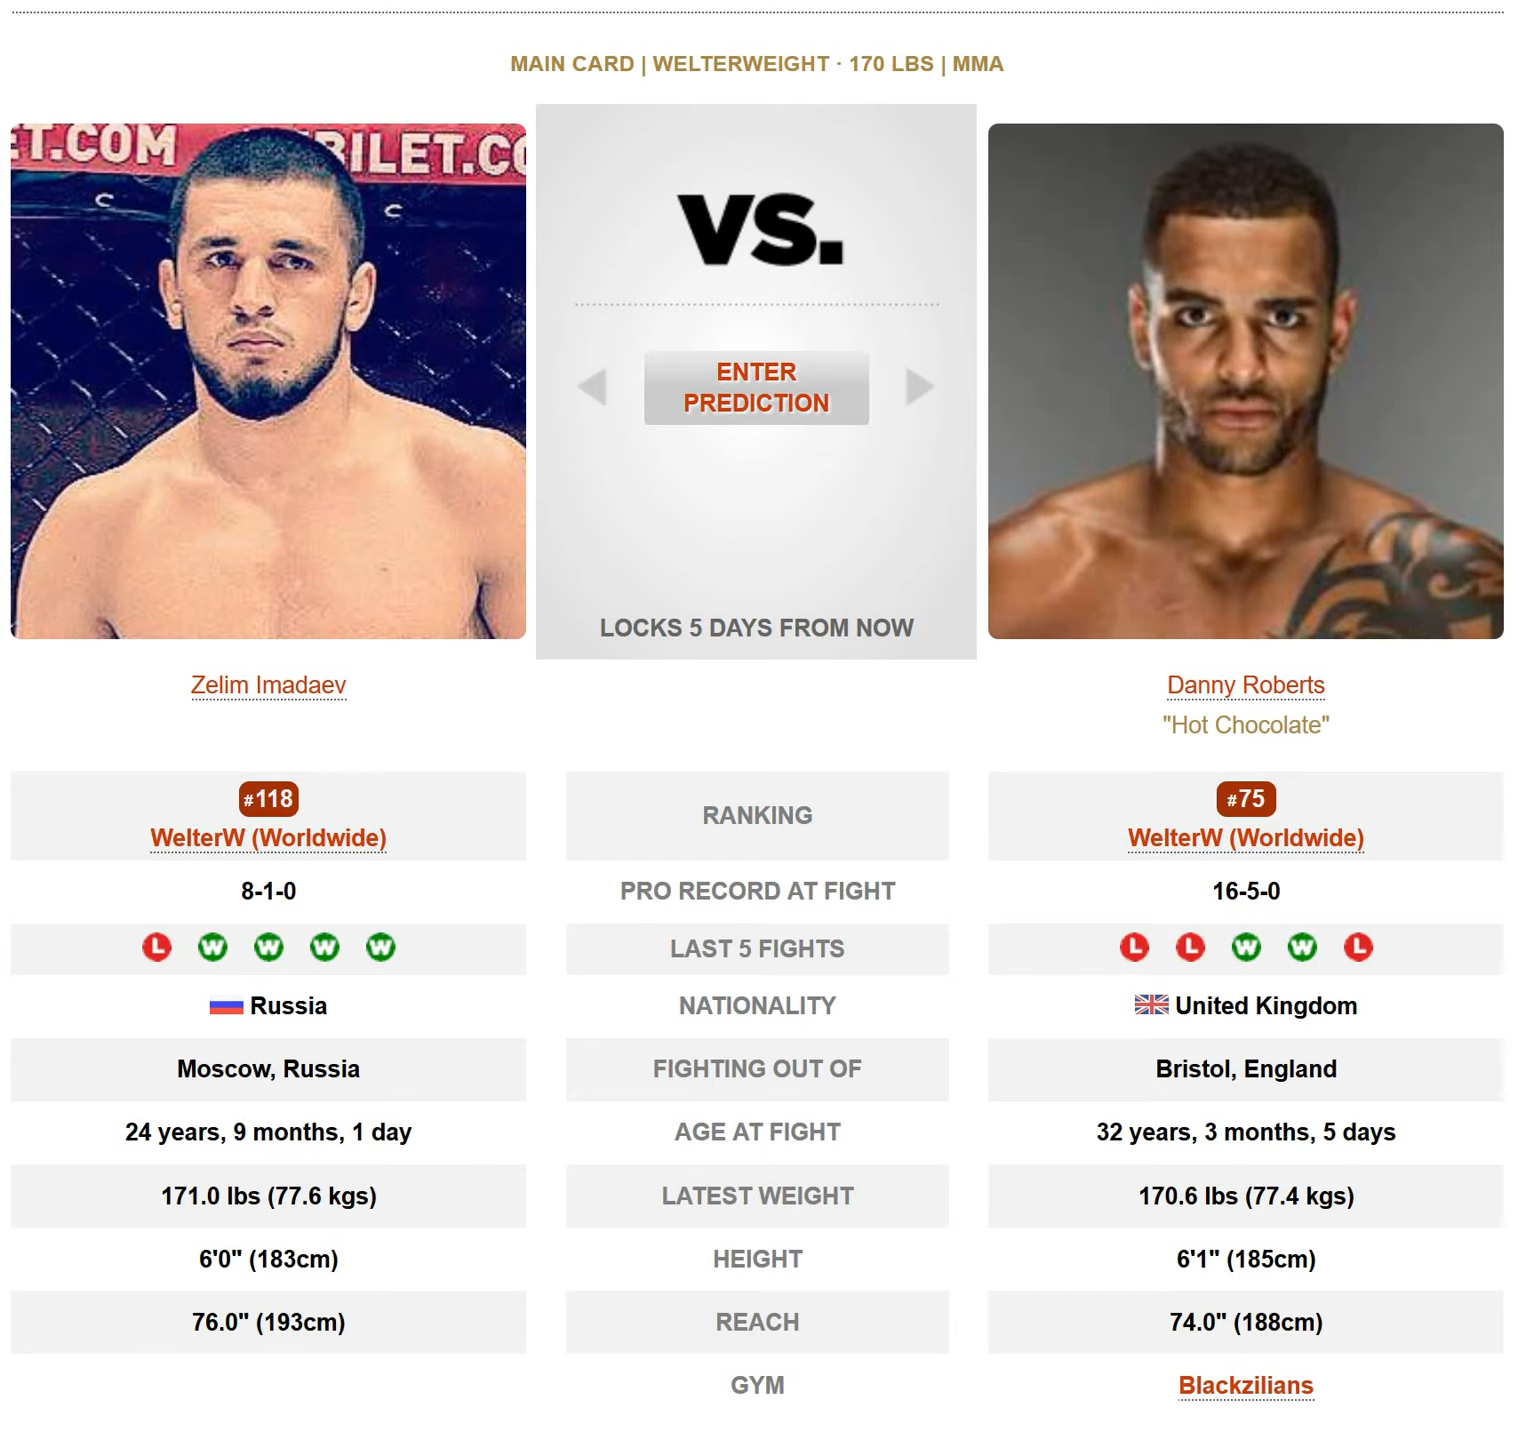 MAIN CARD | WELTERWEIGHT · 170 LBS | MMA
ET.COM
RILET.CO
VS.
ENTER
PREDICTION
LOCKS 5 DAYS FROM NOW
Zelim Imadaev
Danny Roberts
"Hot Chocolate"
#118
WelterW (Worldwide)
RANKING
#75
WelterW (Worldwide)
8-1-0 PRO RECORD AT FIGHT 16-5-0
L W W W W LAST 5 FIGHTS L L W W L
Russia NATIONALITY United Kingdom
Moscow, Russia FIGHTING OUT OF Bristol, England
24 years, 9 months, 1 day AGE AT FIGHT 32 years, 3 months, 5 days
171.0 lbs (77.6 kgs) LATEST WEIGHT 170.6 lbs (77.4 kgs)
6'0" (183cm) HEIGHT 6'1" (185cm)
76.0" (193cm) REACH 74.0" (188cm)
GYM Blackzilians